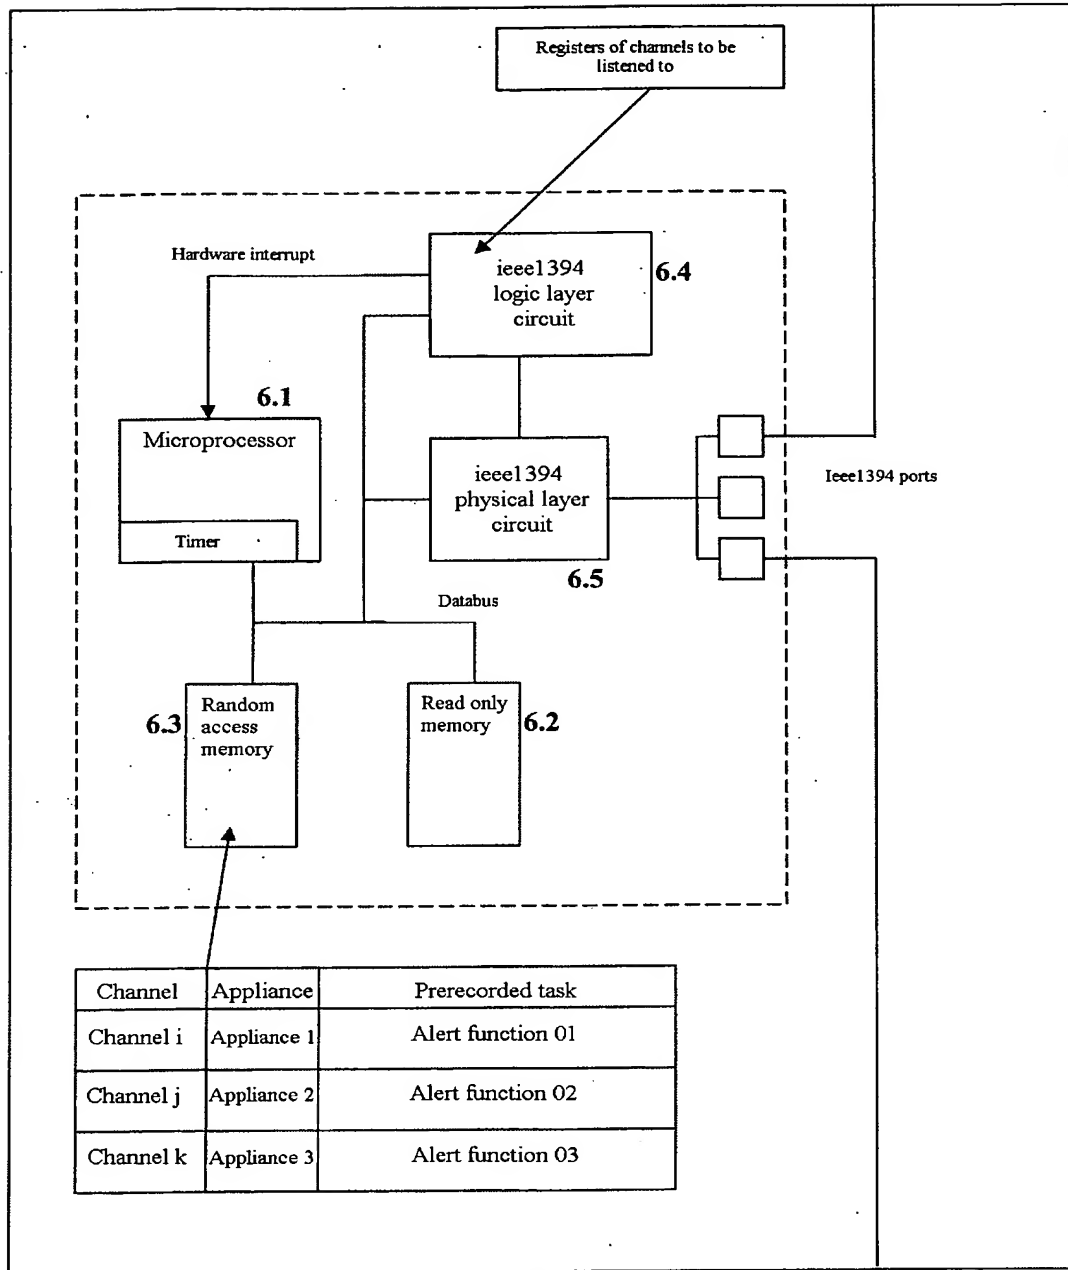 Registers of channels to be
listened to
Hardware interrupt
ieee1394
logic layer
circuit
6.4
6.1
Microprocessor
Timer
ieee1394
physical layer
circuit
6.5
Ieee1394 ports
Databus
6.3
Random
access
memory
Read only
memory
6.2
Channel Appliance Prerecorded task
Channel i Appliance 1 Alert function 01
Channel j Appliance 2 Alert function 02
Channel k Appliance 3 Alert function 03